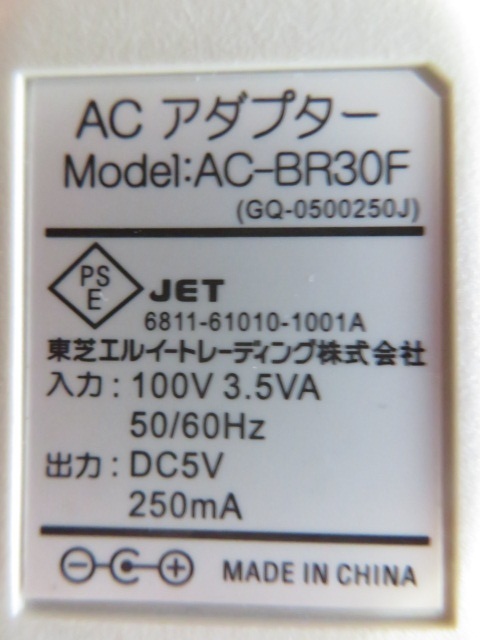 AC アダプター
Model:AC-BR30F
(GQ-0500250J)
PS
E
JET
6811-61010-1001A
東芝エルイートレーディング株式会社
入力:100V 3.5VA
50/60Hz
出力:DC5V
250mA
MADE IN CHINA